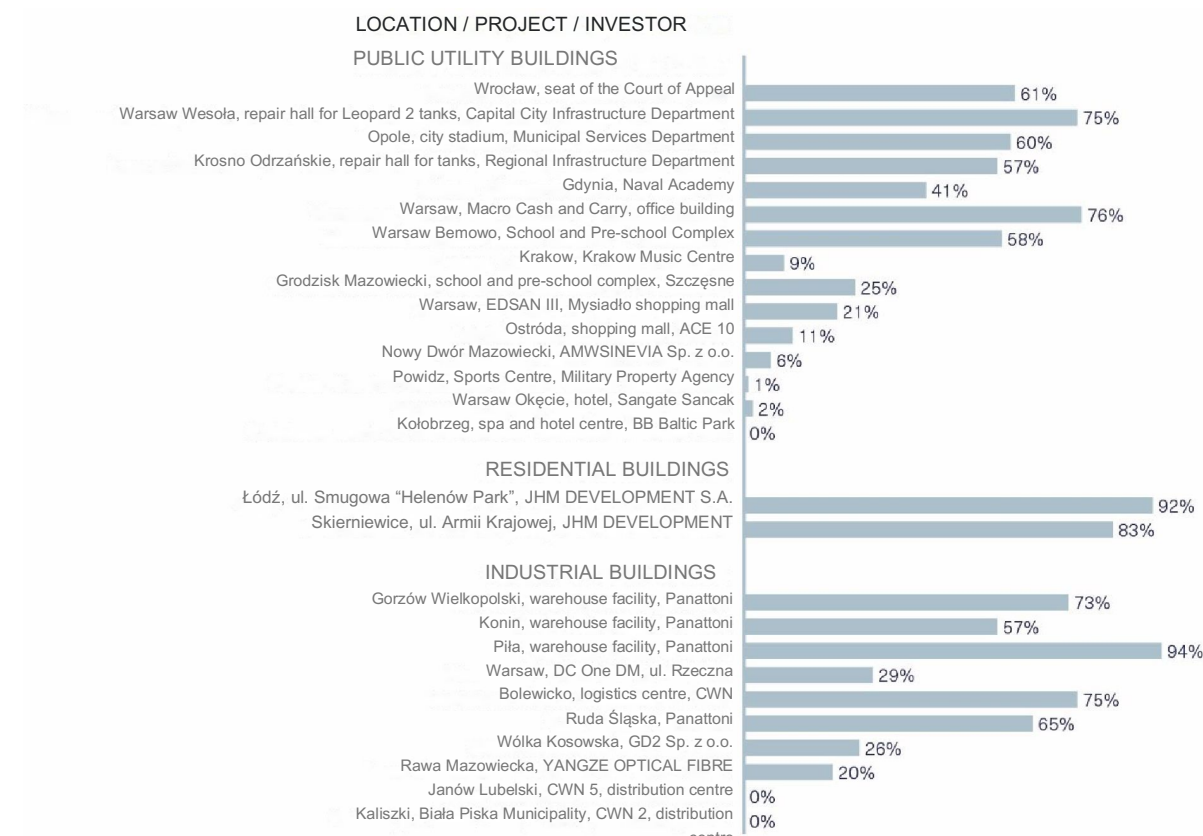 LOCATION / PROJECT / INVESTOR
PUBLIC UTILITY BUILDINGS
Wrocław, seat of the Court of Appeal 61%
Warsaw Wesoła, repair hall for Leopard 2 tanks, Capital City Infrastructure Department 75%
Opole, city stadium, Municipal Services Department 60%
Krosno Odrzańskie, repair hall for tanks, Regional Infrastructure Department 57%
Gdynia, Naval Academy 41%
Warsaw, Macro Cash and Carry, office building 76%
Warsaw Bemowo, School and Pre-school Complex 58%
Krakow, Krakow Music Centre 9%
Grodzisk Mazowiecki, school and pre-school complex, Szczęsne 25%
Warsaw, EDSAN III, Mysiadło shopping mall 21%
Ostróda, shopping mall, ACE 10 11%
Nowy Dwór Mazowiecki, AMWSINEVIA Sp. z o.o. 6%
Powidz, Sports Centre, Military Property Agency 1%
Warsaw Okęcie, hotel, Sangate Sancak 2%
Kołobrzeg, spa and hotel centre, BB Baltic Park 0%
RESIDENTIAL BUILDINGS
Łódź, ul. Smugowa “Helenów Park”, JHM DEVELOPMENT S.A. 92%
Skierniewice, ul. Armii Krajowej, JHM DEVELOPMENT 83%
INDUSTRIAL BUILDINGS
Gorzów Wielkopolski, warehouse facility, Panattoni 73%
Konin, warehouse facility, Panattoni 57%
Piła, warehouse facility, Panattoni 94%
Warsaw, DC One DM, ul. Rzeczna 29%
Bolewicko, logistics centre, CWN 75%
Ruda Śląska, Panattoni 65%
Wólka Kosowska, GD2 Sp. z o.o. 26%
Rawa Mazowiecka, YANGZE OPTICAL FIBRE 20%
Janów Lubelski, CWN 5, distribution centre 0%
Kaliszki, Biała Piska Municipality, CWN 2, distribution 0%